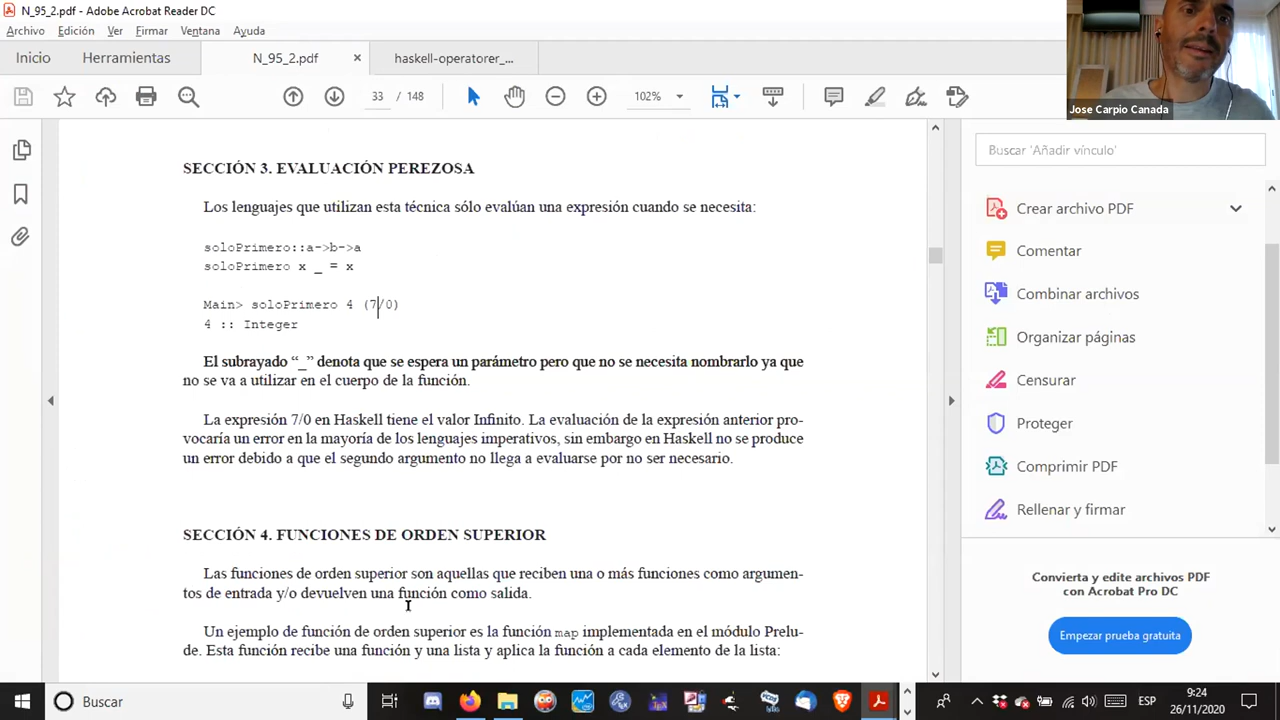 N_95_2.pdf - Adobe Acrobat Reader DC
Archivo Edición Ver Firmar Ventana Ayuda
Inicio Herramientas N_95_2.pdf × haskell-operatorer_...
33 / 148 102%
Jose Carpio Canada
SECCIÓN 3. EVALUACIÓN PEREZOSA
Los lenguajes que utilizan esta técnica sólo evalúan una expresión cuando se necesita:
soloPrimero::a->b->a
soloPrimero x _ = x
Main> soloPrimero 4 (7/0)
4 :: Integer
El subrayado “_” denota que se espera un parámetro pero que no se necesita nombrarlo ya que
no se va a utilizar en el cuerpo de la función.
La expresión 7/0 en Haskell tiene el valor Infinito. La evaluación de la expresión anterior pro-
vocaría un error en la mayoría de los lenguajes imperativos, sin embargo en Haskell no se produce
un error debido a que el segundo argumento no llega a evaluarse por no ser necesario.
SECCIÓN 4. FUNCIONES DE ORDEN SUPERIOR
Las funciones de orden superior son aquellas que reciben una o más funciones como argumen-
tos de entrada y/o devuelven una función como salida.
Un ejemplo de función de orden superior es la función map implementada en el módulo Prelu-
de. Esta función recibe una función y una lista y aplica la función a cada elemento de la lista:
Buscar 'Añadir vínculo'
Crear archivo PDF
Comentar
Combinar archivos
Organizar páginas
Censurar
Proteger
Comprimir PDF
Rellenar y firmar
Convierta y edite archivos PDF
con Acrobat Pro DC
Empezar prueba gratuita
Buscar
ESP
9:24
26/11/2020